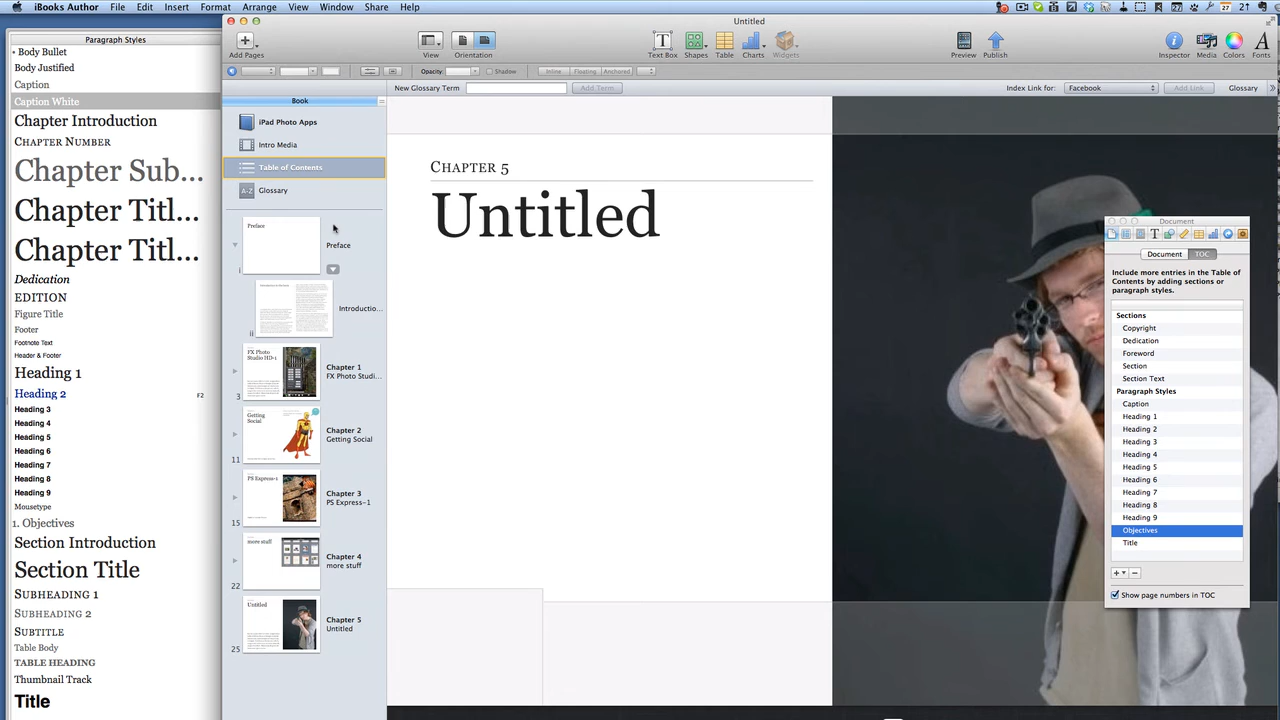 iBooks Author File Edit Insert Format Arrange View Window Share Help
27
Paragraph Styles
• Body Bullet
Body Justified
Caption
Caption White
Chapter Introduction
Chapter Number
Chapter Sub...
Chapter Titl...
Chapter Titl...
Dedication
EDITION
Figure Title
Footer
Footnote Text
Header & Footer
Heading 1
Heading 2 F2
Heading 3
Heading 4
Heading 5
Heading 6
Heading 7
Heading 8
Heading 9
Mousetype
1. Objectives
Section Introduction
Section Title
Subheading 1
Subheading 2
Subtitle
Table Body
TABLE HEADING
Thumbnail Track
Title
Untitled
Add Pages View Orientation Text Box Shapes Table Charts Widgets Preview Publish Inspector Media Colors Fonts
Opacity: Shadow Inline Floating Anchored
New Glossary Term Add Term Index Link for: Facebook Add Link Glossary
Book
iPad Photo Apps
Intro Media
Table of Contents
A-Z Glossary
Preface
Preface
i
Introductio...
ii
FX Photo
Studio HD-1
Chapter 1
FX Photo Studi...
3
Getting
Social
Chapter 2
Getting Social
11
PS Express-1
Chapter 3
PS Express-1
15
more stuff
Chapter 4
more stuff
22
Untitled
Chapter 5
Untitled
25
Chapter 5
Untitled
Document
Document TOC
Include more entries in the Table of
Contents by adding sections or
paragraph styles.
Sections
Copyright
Dedication
Foreword
Section
Section Text
Paragraph Styles
Caption
Heading 1
Heading 2
Heading 3
Heading 4
Heading 5
Heading 6
Heading 7
Heading 8
Heading 9
Objectives
Title
Show page numbers in TOC